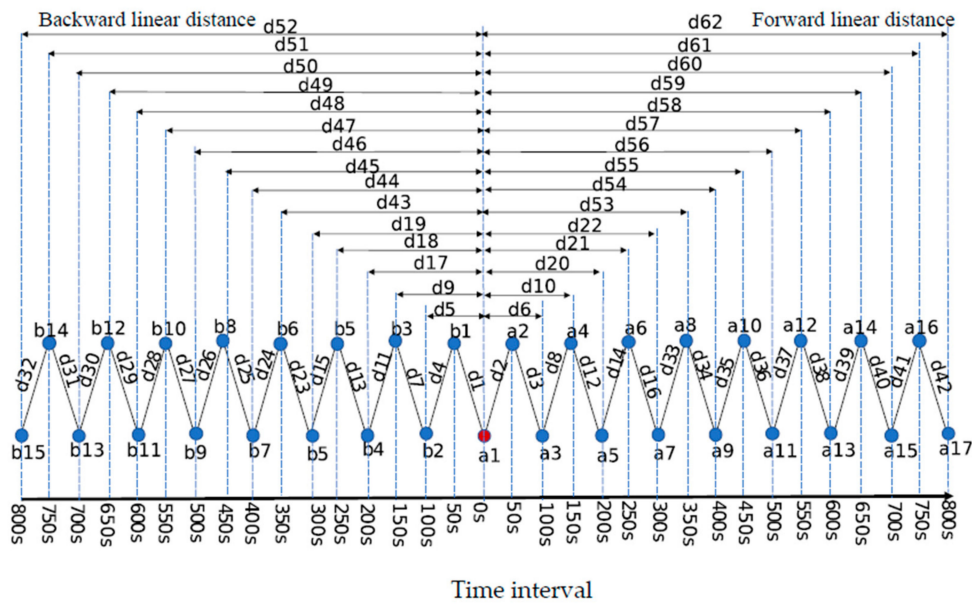 Backward linear distance
Forward linear distance
d52
d62
d51
d61
d50
d60
d49
d59
d48
d58
d47
d57
d46
d56
d45
d55
d44
d54
d43
d53
d19
d22
d18
d21
d17
d20
d9
d10
d5
d6
b14 b12 b10 b8 b6 b5 b3 b1 a2 a4 a6 a8 a10 a12 a14 a16
d32 d31 d30 d29 d28 d27 d26 d25 d24 d23 d15 d13 d11 d7 d4 d1 d2 d3 d8 d12 d14 d16 d33 d34 d35 d36 d37 d38 d39 d40 d41 d42
b15 b13 b11 b9 b7 b5 b4 b2 a1 a3 a5 a7 a9 a11 a13 a15 a17
800s 750s 700s 650s 600s 550s 500s 450s 400s 350s 300s 250s 200s 150s 100s 50s 0s 50s 100s 150s 200s 250s 300s 350s 400s 450s 500s 550s 600s 650s 700s 750s 800s
Time interval